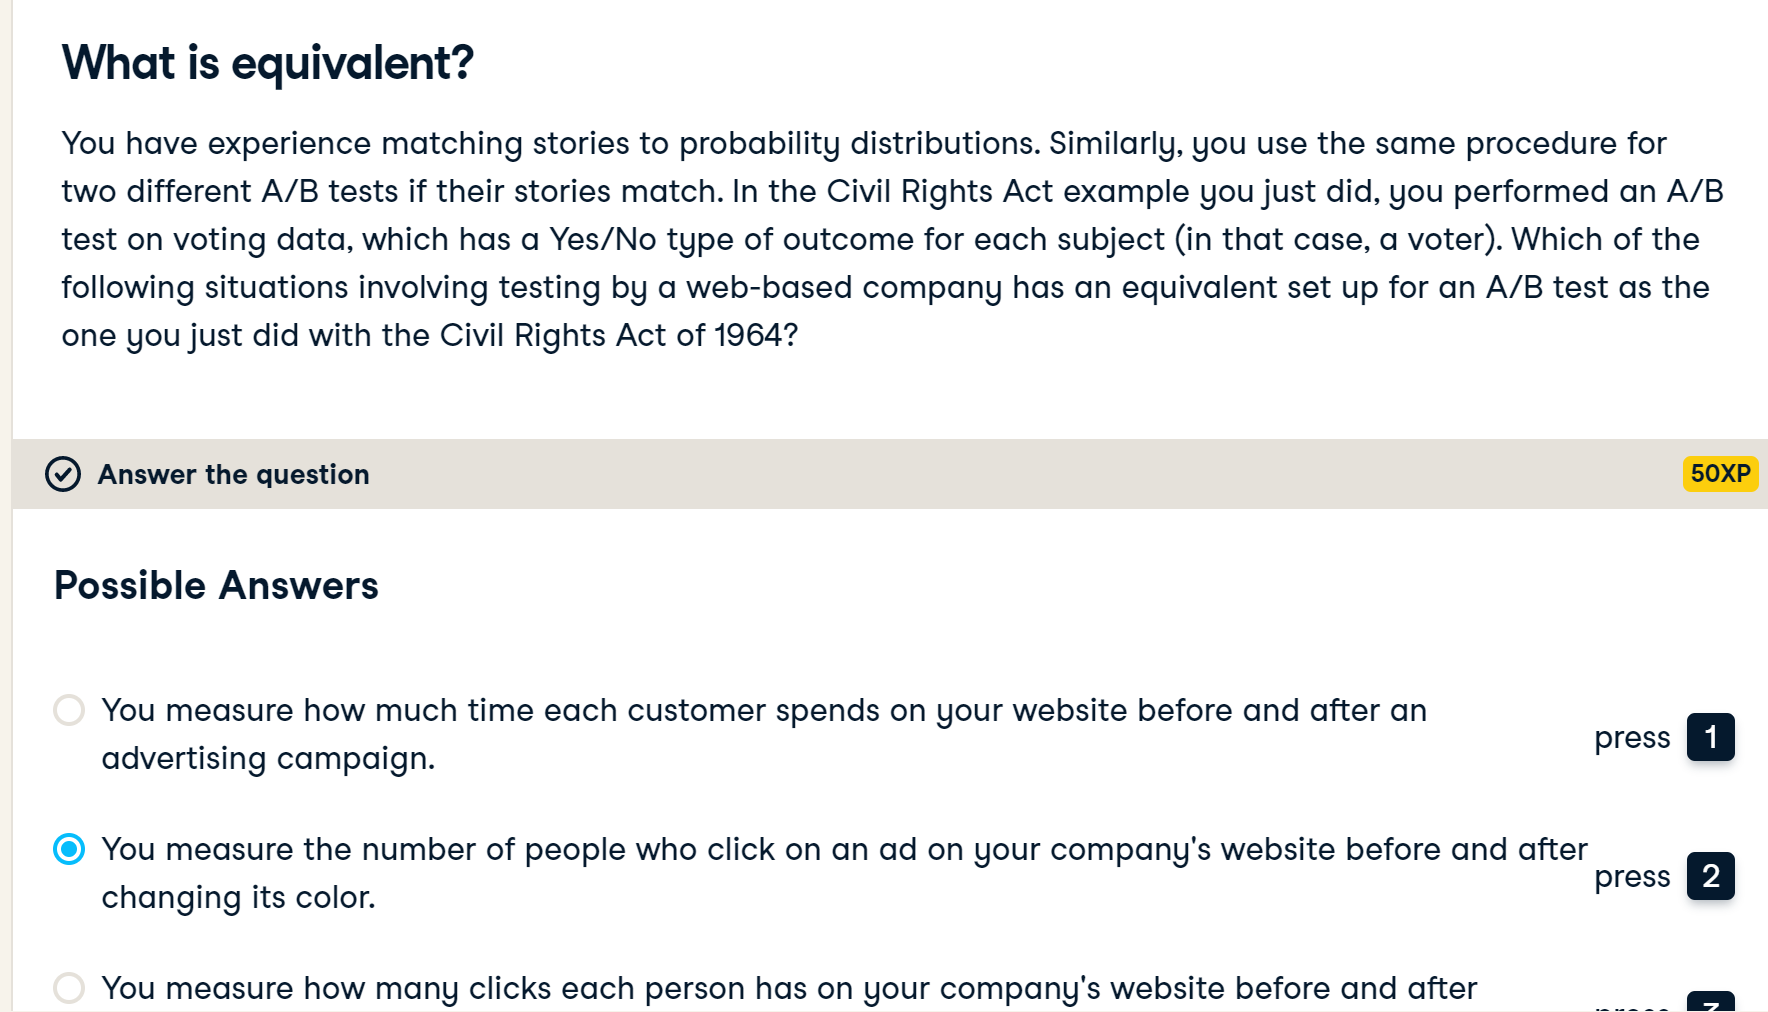 What is equivalent?
You have experience matching stories to probability distributions. Similarly, you use the same procedure for
two different A/B tests if their stories match. In the Civil Rights Act example you just did, you performed an A/B
test on voting data, which has a Yes/No type of outcome for each subject (in that case, a voter). Which of the
following situations involving testing by a web-based company has an equivalent set up for an A/B test as the
one you just did with the Civil Rights Act of 1964?
Answer the question
50XP
Possible Answers
You measure how much time each customer spends on your website before and after an
advertising campaign.
press 1
You measure the number of people who click on an ad on your company's website before and after
changing its color.
press 2
You measure how many clicks each person has on your company's website before and after
press 3